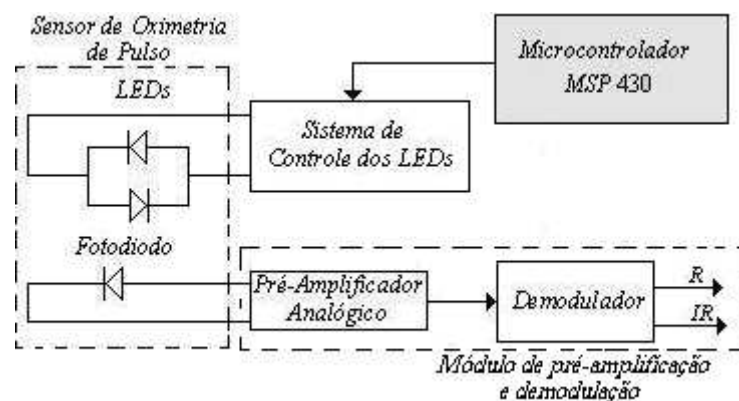 Sensor de Oximetria
de Pulso
LEDs
Microcontrolador
MSP 430
Sistema de
Controle dos LEDs
Fotodiodo
Pré-Amplificador
Analógico
Demodulador
R
IR
Módulo de pré-amplificação
e demodulação